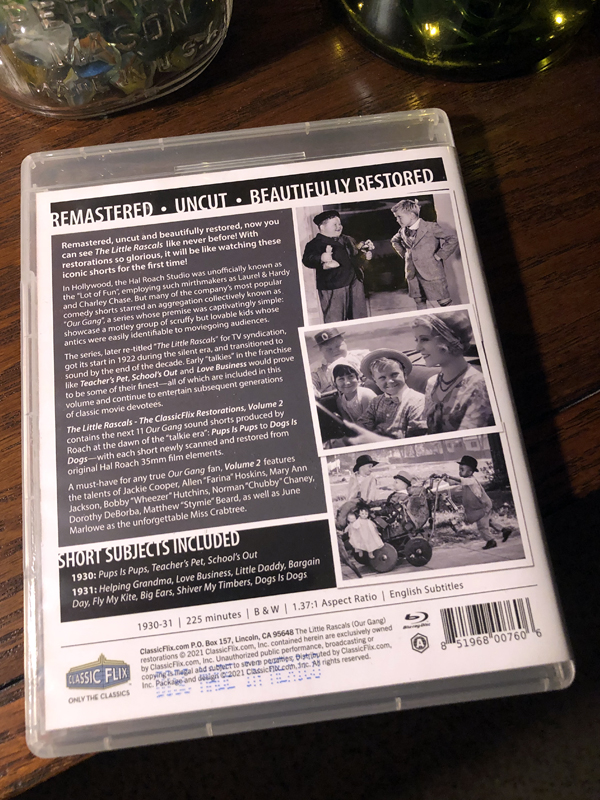 MASON
U.S.A.
REMASTERED • UNCUT • BEAUTIFULLY RESTORED
Remastered, uncut and beautifully restored, now you
can see The Little Rascals like never before! With
restorations so glorious, it will be like watching these
iconic shorts for the first time!
In Hollywood, the Hal Roach Studio was unofficially known as
the "Lot of Fun", employing such mirthmakers as Laurel & Hardy
and Charley Chase. But many of the company's most popular
comedy shorts starred an aggregation collectively known as
"Our Gang", a series whose premise was captivatingly simple:
showcase a motley group of scruffy but lovable kids whose
antics were easily identifiable to moviegoing audiences.
The series, later re-titled "The Little Rascals" for TV syndication,
got its start in 1922 during the silent era, and transitioned to
sound by the end of the decade. Early "talkies" in the franchise
like Teacher's Pet, School's Out and Love Business would prove
to be some of their finest—all of which are included in this
volume and continue to entertain subsequent generations
of classic movie devotees.
The Little Rascals - The ClassicFlix Restorations, Volume 2
contains the next 11 Our Gang sound shorts produced by
Roach at the dawn of the "talkie era": Pups Is Pups to Dogs Is
Dogs—with each short newly scanned and restored from
original Hal Roach 35mm film elements.
A must-have for any true Our Gang fan, Volume 2 features
the talents of Jackie Cooper, Allen "Farina" Hoskins, Mary Ann
Jackson, Bobby "Wheezer" Hutchins, Norman "Chubby" Chaney,
Dorothy DeBorba, Matthew "Stymie" Beard, as well as June
Marlowe as the unforgettable Miss Crabtree.
SHORT SUBJECTS INCLUDED
1930: Pups Is Pups, Teacher's Pet, School's Out
1931: Helping Grandma, Love Business, Little Daddy, Bargain
Day, Fly My Kite, Big Ears, Shiver My Timbers, Dogs Is Dogs
1930-31 | 225 minutes | B & W | 1.37:1 Aspect Ratio | English Subtitles
CLASSIC FLIX
ONLY THE CLASSICS
ClassicFlix.com P.O. Box 157, Lincoln, CA 95648 The Little Rascals (Our Gang)
restorations © 2021 ClassicFlix.com, Inc. contained herein are exclusively owned
by ClassicFlix.com, Inc. Unauthorized public performance, broadcasting or
copying is illegal and subject to severe penalties. Distributed by ClassicFlix.com,
Inc. Package and design © 2021 ClassicFlix.com, Inc. All rights reserved.
Blu-ray Disc
A
8 51968 00760 6